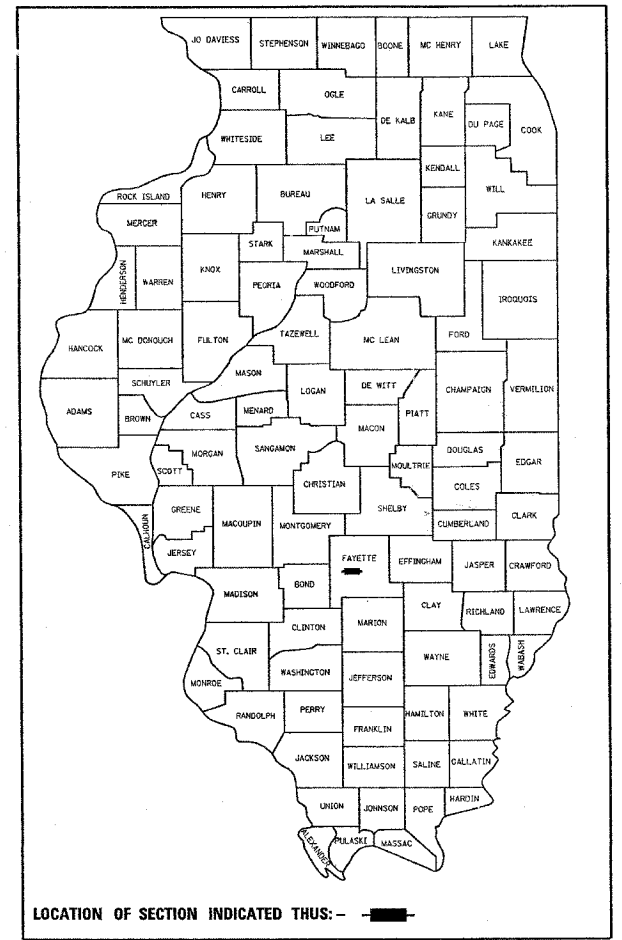 JO DAVIESS STEPHENSON WINNEBAGO BOONE MC HENRY LAKE
CARROLL OGLE
DE KALB KANE DU PAGE COOK
WHITESIDE LEE
KENDALL
WILL
ROCK ISLAND HENRY BUREAU LA SALLE
MERCER PUTNAM GRUNDY
STARK MARSHALL KANKAKEE
HENDERSON WARREN KNOX PEORIA WOODFORD LIVINGSTON
IROQUOIS
HANCOCK MC DONOUGH FULTON TAZEWELL MC LEAN FORD
MASON
SCHUYLER LOGAN DE WITT
ADAMS BROWN CASS MENARD PIATT CHAMPAIGN VERMILION
MACON
PIKE SCOTT MORGAN SANGAMON MOULTRIE DOUGLAS EDGAR
CHRISTIAN COLES
CALHOUN GREENE MACOUPIN MONTGOMERY SHELBY CUMBERLAND CLARK
JERSEY FAYETTE EFFINGHAM JASPER CRAWFORD
MADISON BOND
CLAY RICHLAND LAWRENCE
CLINTON MARION
ST. CLAIR WAYNE EDWARDS WABASH
WASHINGTON JEFFERSON
MONROE
RANDOLPH PERRY HAMILTON WHITE
FRANKLIN
JACKSON WILLIAMSON SALINE GALLATIN
UNION JOHNSON POPE HARDIN
ALEXANDER PULASKI MASSAC
LOCATION OF SECTION INDICATED THUS:-